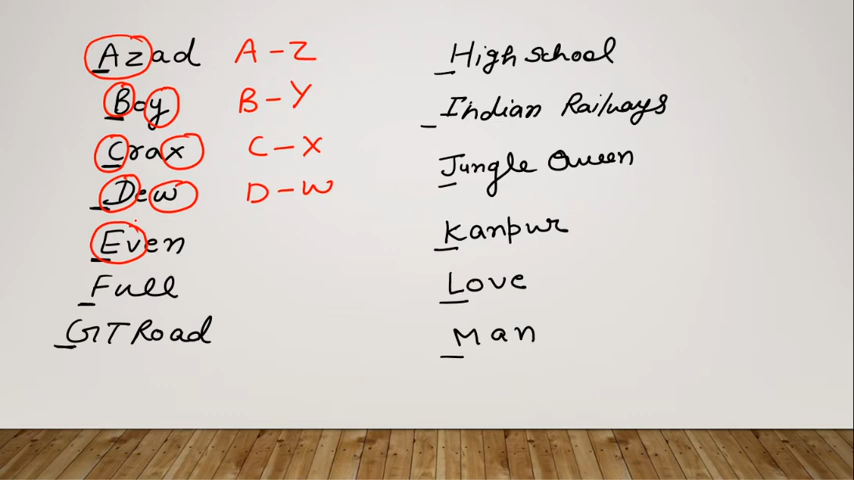 Azad A-Z
Boy B-Y
Crax C-X
Dew D-W
Even
Full
GT Road
High school
Indian Railways
Jungle Queen
Kanpur
Love
Man